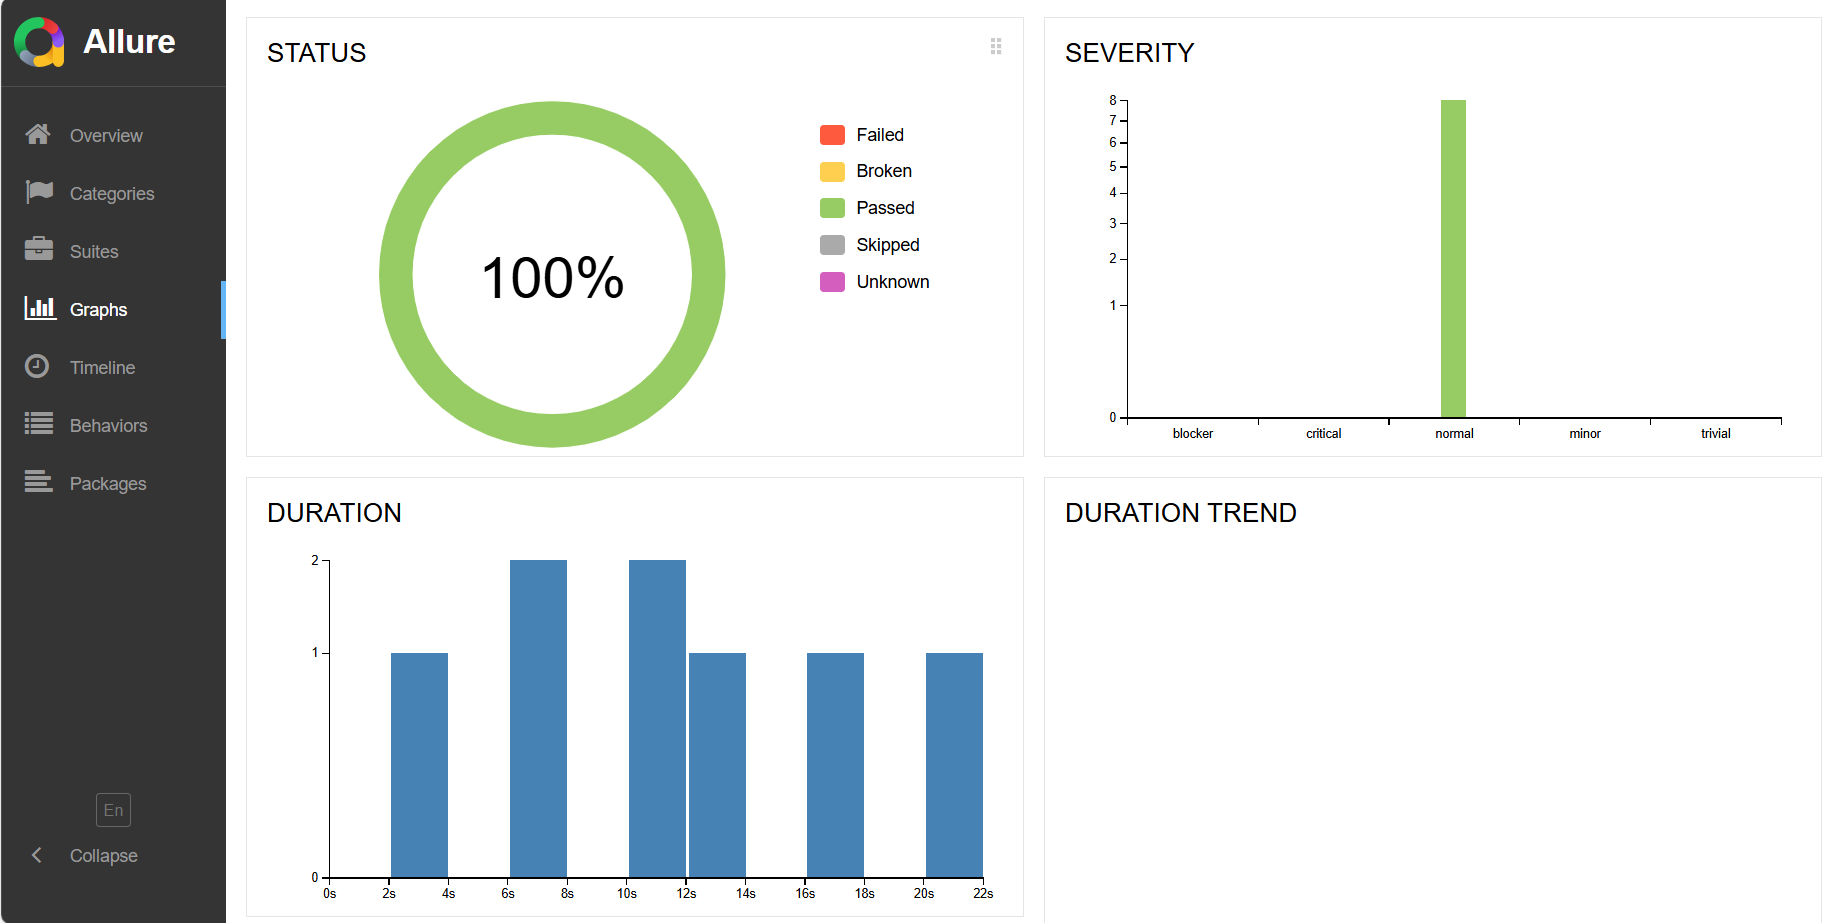 Allure
Overview
Categories
Suites
Graphs
Timeline
Behaviors
Packages
En
Collapse
STATUS
100%
Failed
Broken
Passed
Skipped
Unknown
SEVERITY
8
7
6
5
4
3
2
1
0
blocker critical normal minor trivial
DURATION
2
1
0
0s 2s 4s 6s 8s 10s 12s 14s 16s 18s 20s 22s
DURATION TREND